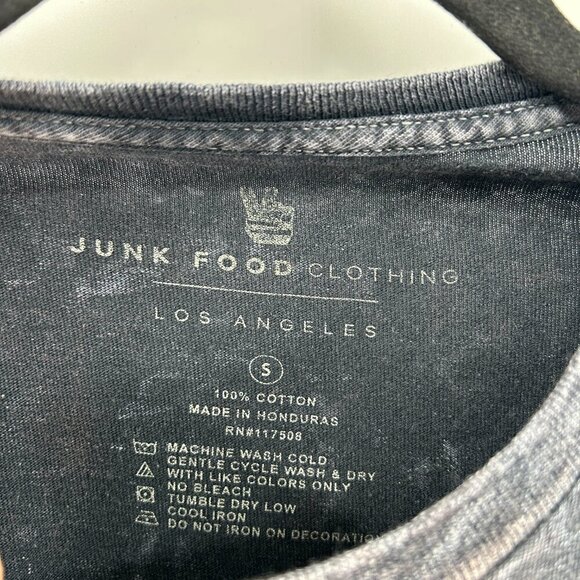 JUNK FOOD CLOTHING
LOS ANGELES
S
100% COTTON
MADE IN HONDURAS
RN#117508
MACHINE WASH COLD
GENTLE CYCLE WASH & DRY
WITH LIKE COLORS ONLY
NO BLEACH
TUMBLE DRY LOW
COOL IRON
DO NOT IRON ON DECORATION